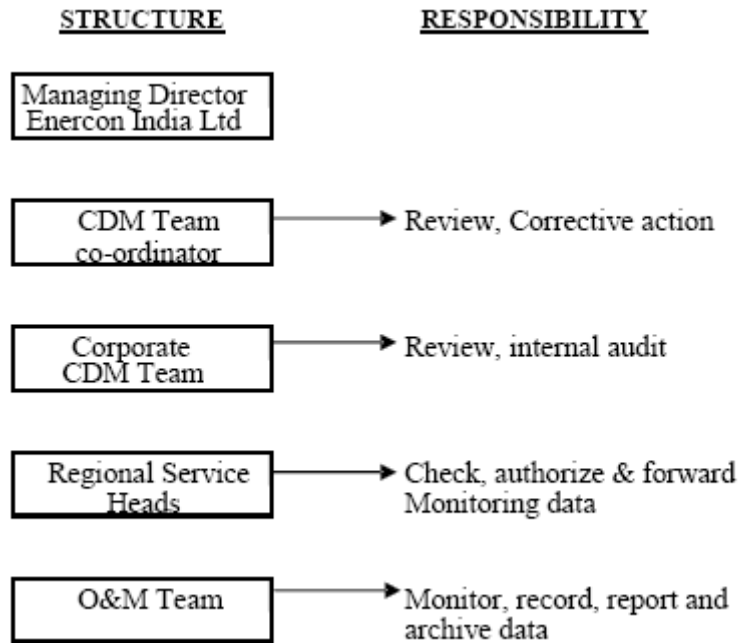 STRUCTURE RESPONSIBILITY
Managing Director
Enercon India Ltd
CDM Team
co-ordinator
Review, Corrective action
Corporate
CDM Team
Review, internal audit
Regional Service
Heads
Check, authorize & forward
Monitoring data
O&M Team
Monitor, record, report and
archive data